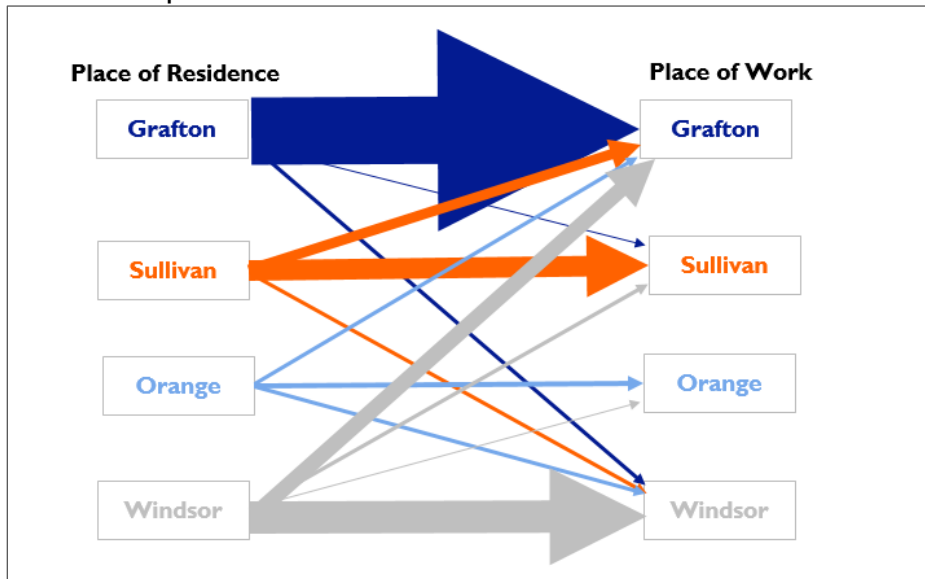 Place of Residence
Place of Work
Grafton
Grafton
Sullivan
Sullivan
Orange
Orange
Windsor
Windsor